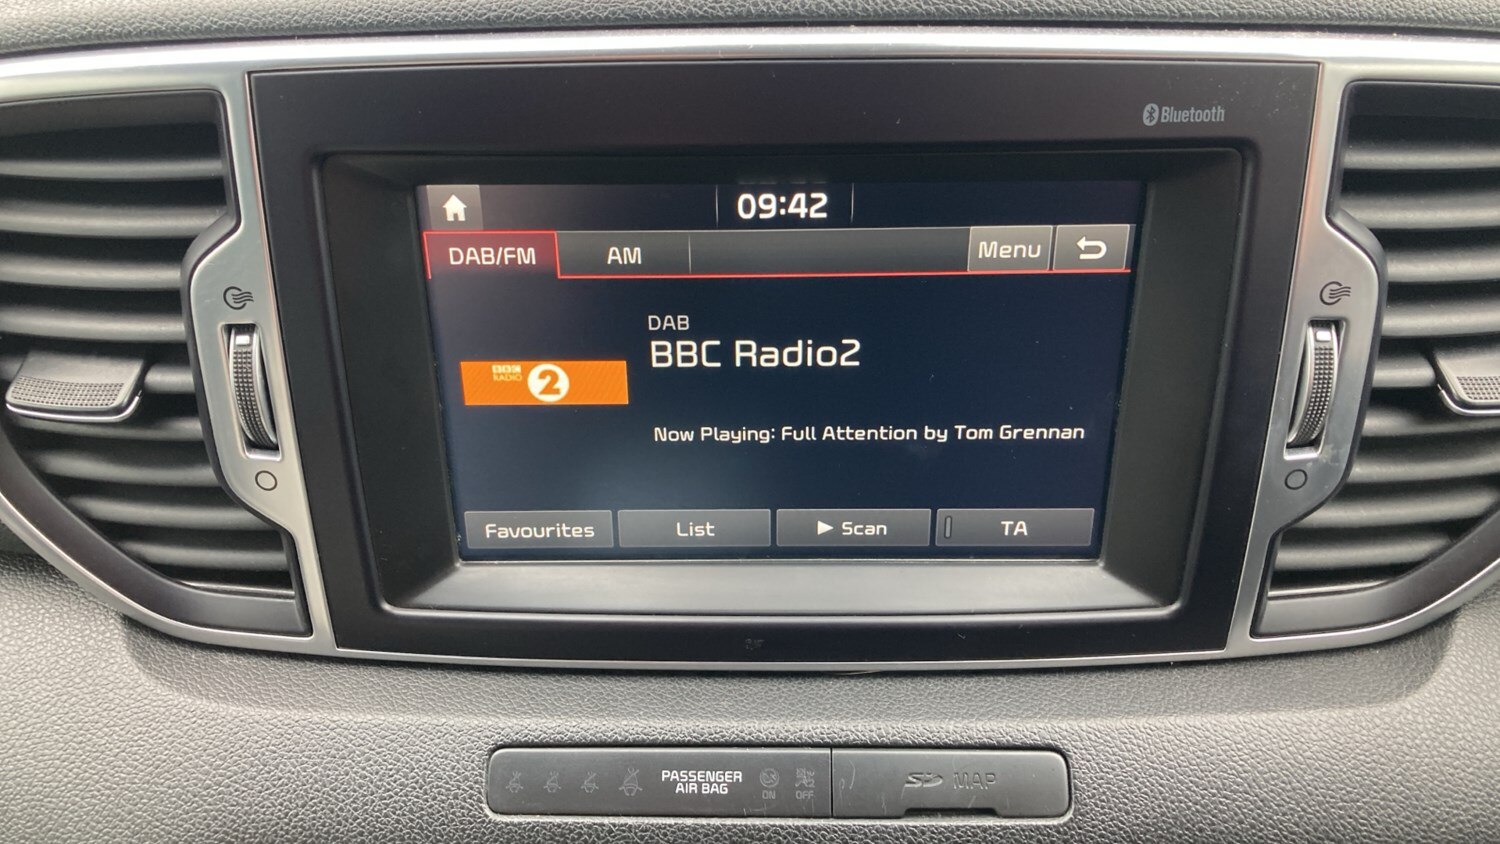 Bluetooth
09:42
DAB/FM AM Menu
DAB
BBC Radio2
BBC
RADIO 2
Now Playing: Full Attention by Tom Grennan
Favourites List Scan TA
PASSENGER
AIR BAG
ON OFF
SD MAP